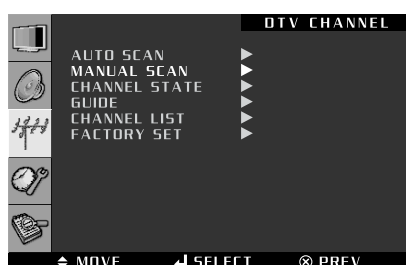 DTV CHANNEL
AUTO SCAN
MANUAL SCAN
CHANNEL STATE
GUIDE
CHANNEL LIST
FACTORY SET
MOVE SELECT PREV